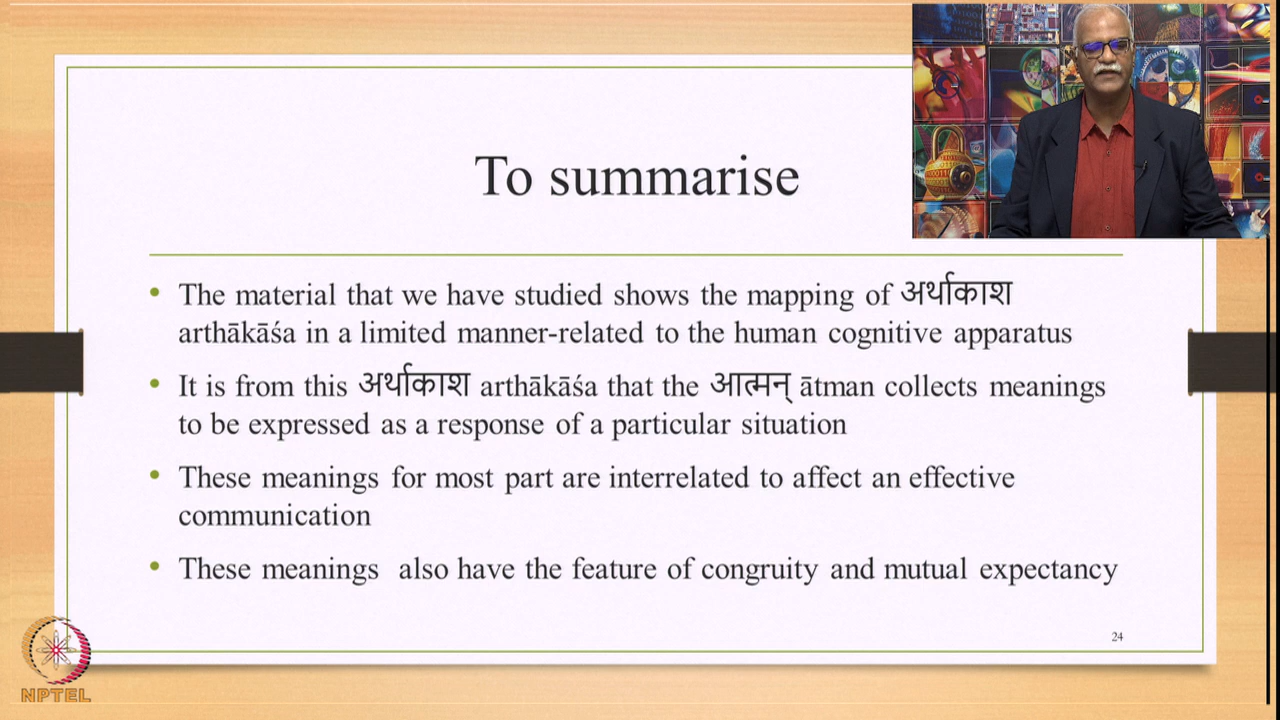 To summarise
• The material that we have studied shows the mapping of अर्थाकाश
arthākāśa in a limited manner-related to the human cognitive apparatus
• It is from this अर्थाकाश arthākāśa that the आत्मन् ātman collects meanings
to be expressed as a response of a particular situation
• These meanings for most part are interrelated to affect an effective
communication
• These meanings also have the feature of congruity and mutual expectancy
24
NPTEL